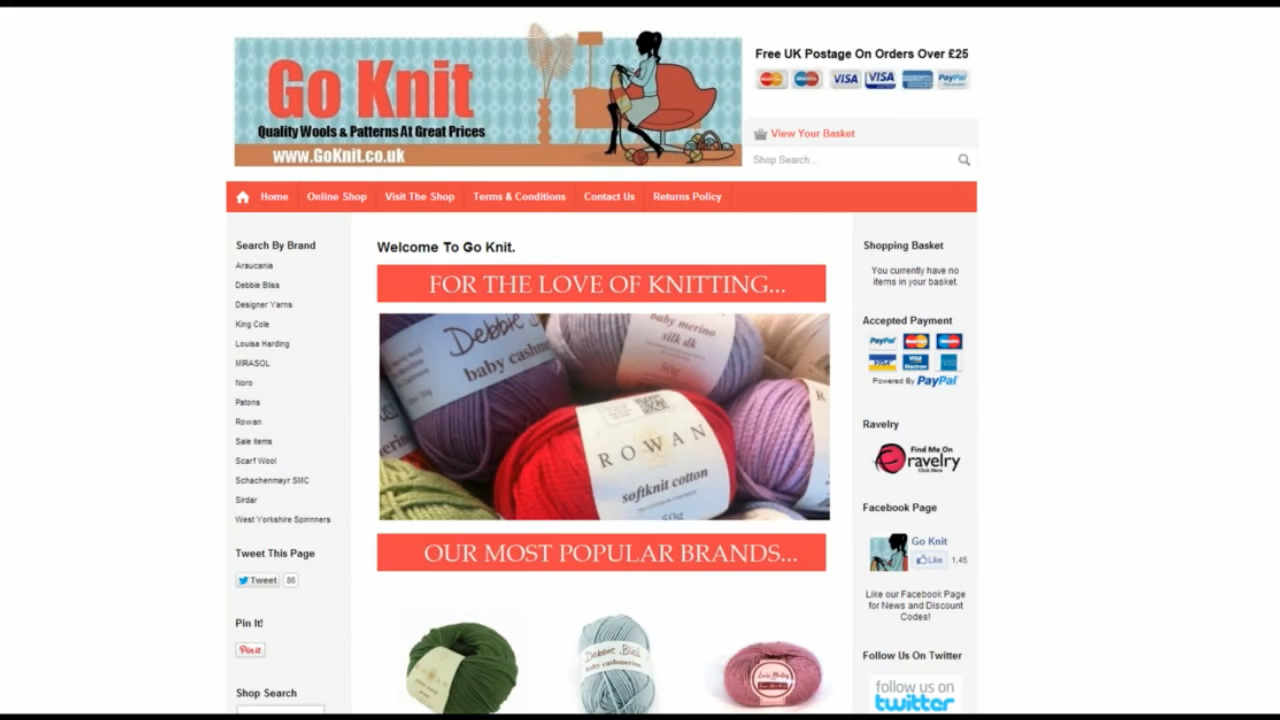 Go Knit
Quality Wools & Patterns At Great Prices
www.GoKnit.co.uk
Free UK Postage On Orders Over £25
VISA
VISA
PayPal
View Your Basket
Shop Search...
Home
Online Shop
Visit The Shop
Terms & Conditions
Contact Us
Returns Policy
Search By Brand
Araucania
Debbie Bliss
Designer Yarns
King Cole
Louisa Harding
MIRASOL
Noro
Patons
Rowan
Sale items
Scarf Wool
Schachenmayr SMC
Sirdar
West Yorkshire Spinnners
Tweet This Page
Tweet
Pin It!
Pin it
Shop Search
Welcome To Go Knit.
FOR THE LOVE OF KNITTING...
Debbie
baby cashm
baby merino
silk dk
50g
ROWAN
softknit cotton
50g
R
OUR MOST POPULAR BRANDS...
Debbie Bliss
baby cashmerino
Shopping Basket
You currently have no
items in your basket.
Accepted Payment
PayPal
Powered By PayPal
Ravelry
Find Me On
ravelry
Click Here
Facebook Page
Go Knit
Like 1,45
Like our Facebook Page
for News and Discount
Codes!
Follow Us On Twitter
follow us on
twitter